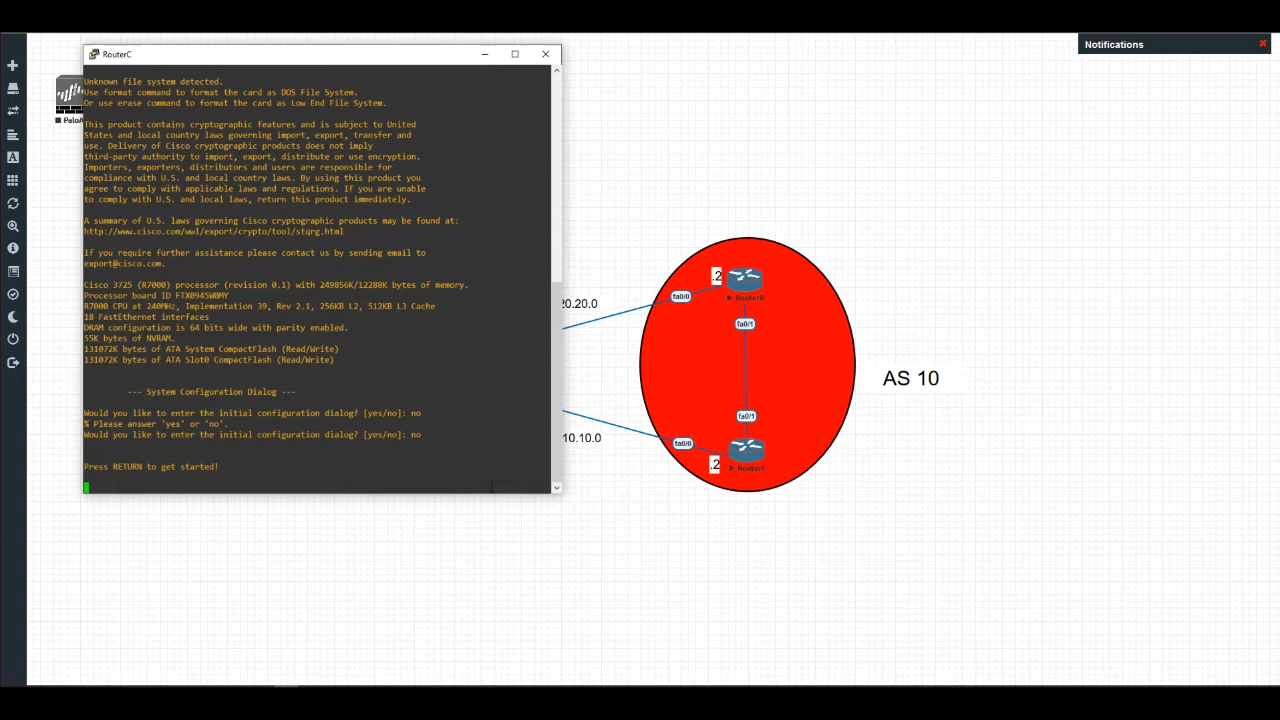 RouterC
Notifications
Unknown file system detected.
Use format command to format the card as DOS File System.
Or use erase command to format the card as Low End File System.
This product contains cryptographic features and is subject to United
States and local country laws governing import, export, transfer and
use. Delivery of Cisco cryptographic products does not imply
third-party authority to import, export, distribute or use encryption.
Importers, exporters, distributors and users are responsible for
compliance with U.S. and local country laws. By using this product you
agree to comply with applicable laws and regulations. If you are unable
to comply with U.S. and local laws, return this product immediately.
A summary of U.S. laws governing Cisco cryptographic products may be found at:
http://www.cisco.com/wwl/export/crypto/tool/stqrg.html
If you require further assistance please contact us by sending email to
export@cisco.com.
Cisco 3725 (R7000) processor (revision 0.1) with 249856K/12288K bytes of memory.
Processor board ID FTX0945W0MY
R7000 CPU at 240MHz, Implementation 39, Rev 2.1, 256KB L2, 512KB L3 Cache
18 FastEthernet interfaces
DRAM configuration is 64 bits wide with parity enabled.
55K bytes of NVRAM.
131072K bytes of ATA System CompactFlash (Read/Write)
131072K bytes of ATA Slot0 CompactFlash (Read/Write)
--- System Configuration Dialog ---
Would you like to enter the initial configuration dialog? [yes/no]: no
% Please answer 'yes' or 'no'.
Would you like to enter the initial configuration dialog? [yes/no]: no
Press RETURN to get started!
.2
RouterB
fa0/0
20.20.0
fa0/1
AS 10
fa0/1
10.10.0
fa0/0
.2
RouterC